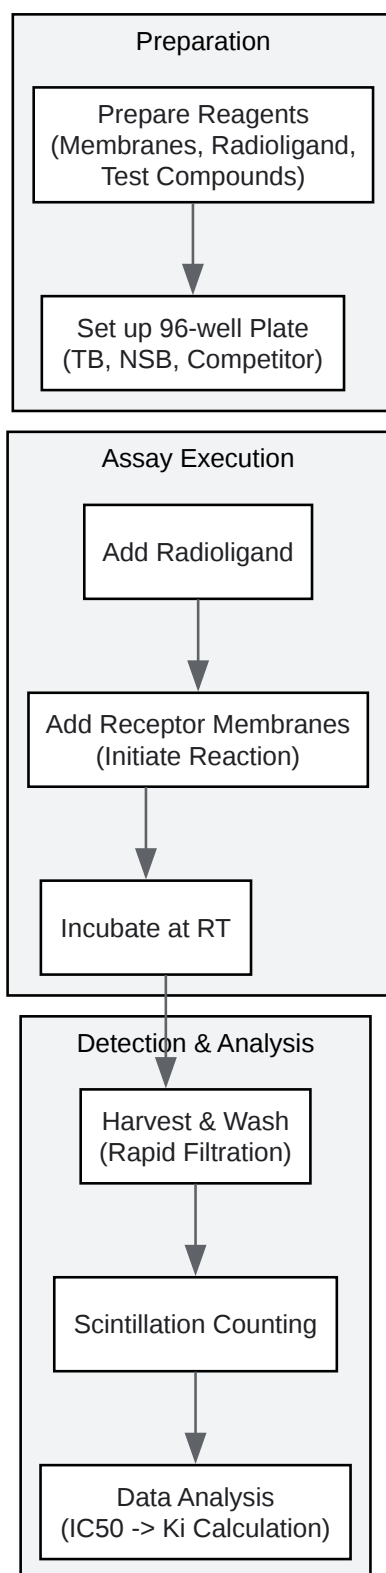 Preparation
Prepare Reagents
(Membranes, Radioligand,
Test Compounds)
Set up 96-well Plate
(TB, NSB, Competitor)
Assay Execution
Add Radioligand
Add Receptor Membranes
(Initiate Reaction)
Incubate at RT
Detection & Analysis
Harvest & Wash
(Rapid Filtration)
Scintillation Counting
Data Analysis
(IC50 -> Ki Calculation)